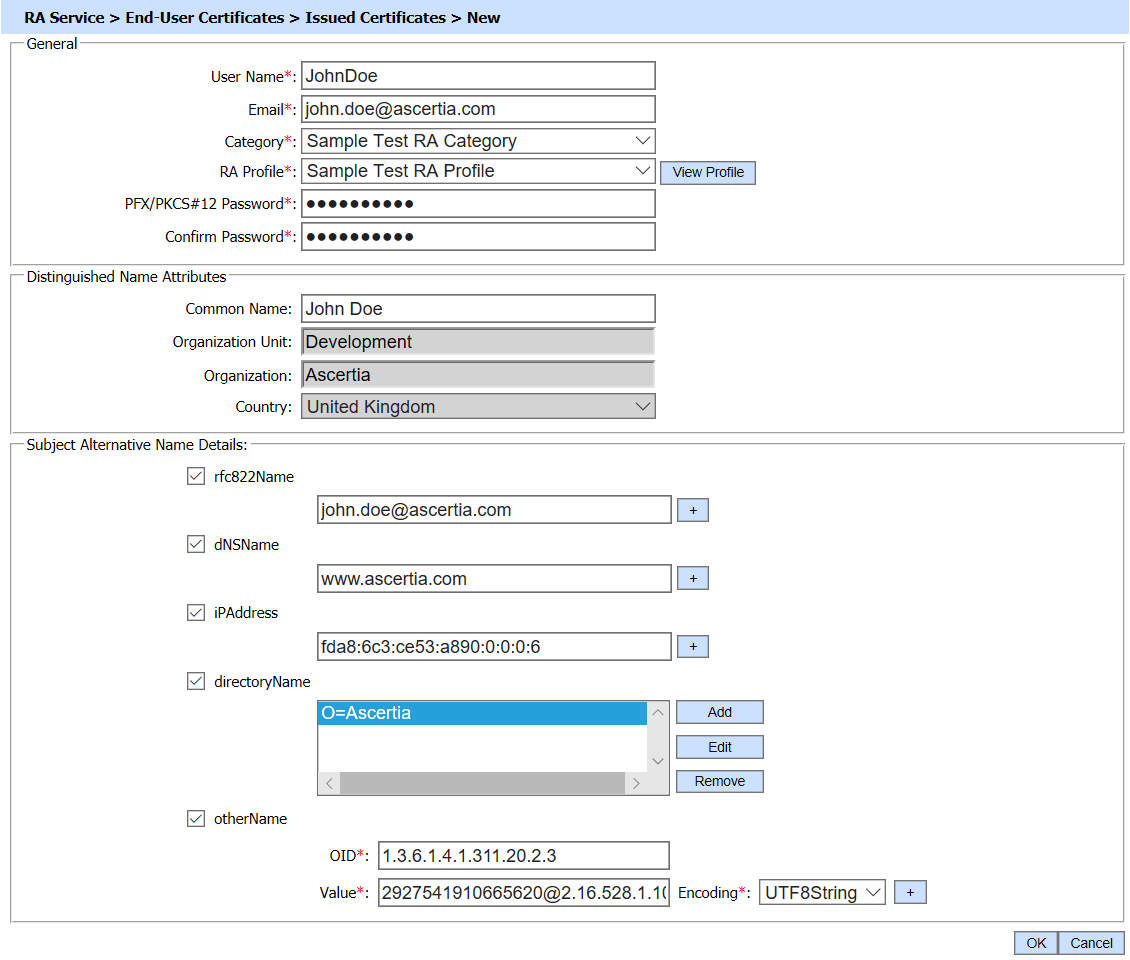 RA Service > End-User Certificates > Issued Certificates > New
General
User Name*: JohnDoe
Email*: john.doe@ascertia.com
Category*: Sample Test RA Category
RA Profile*: Sample Test RA Profile View Profile
PFX/PKCS#12 Password*: ●●●●●●●●●●
Confirm Password*: ●●●●●●●●●●
Distinguished Name Attributes
Common Name: John Doe
Organization Unit: Development
Organization: Ascertia
Country: United Kingdom
Subject Alternative Name Details:
rfc822Name
john.doe@ascertia.com +
dNSName
www.ascertia.com +
iPAddress
fda8:6c3:ce53:a890:0:0:0:6 +
directoryName
O=Ascertia Add
Edit
Remove
otherName
OID*: 1.3.6.1.4.1.311.20.2.3
Value*: 2927541910665620@2.16.528.1.10 Encoding*: UTF8String +
OK Cancel